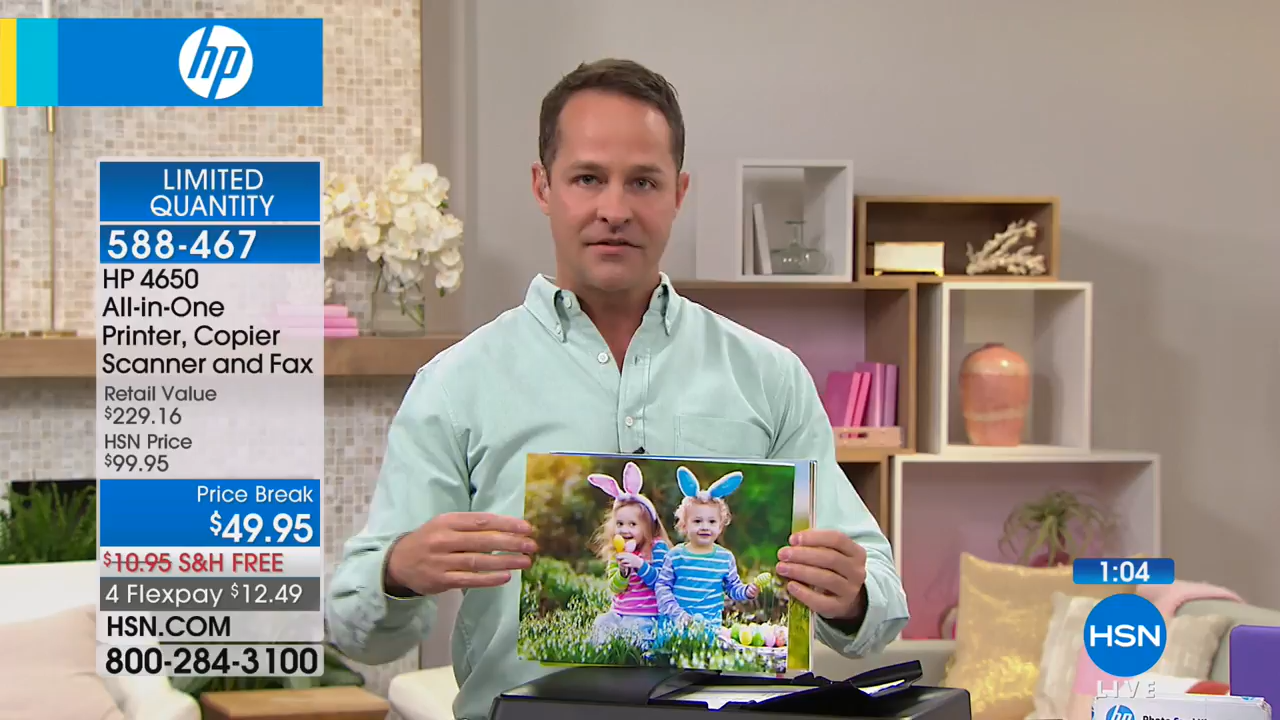 hp
LIMITED
QUANTITY
588-467
HP 4650
All-in-One
Printer, Copier
Scanner and Fax
Retail Value
$229.16
HSN Price
$99.95
Price Break
$49.95
$10.95 S&H FREE
4 Flexpay $12.49
HSN.COM
800-284-3100
1:04
HSN
LIVE
hp